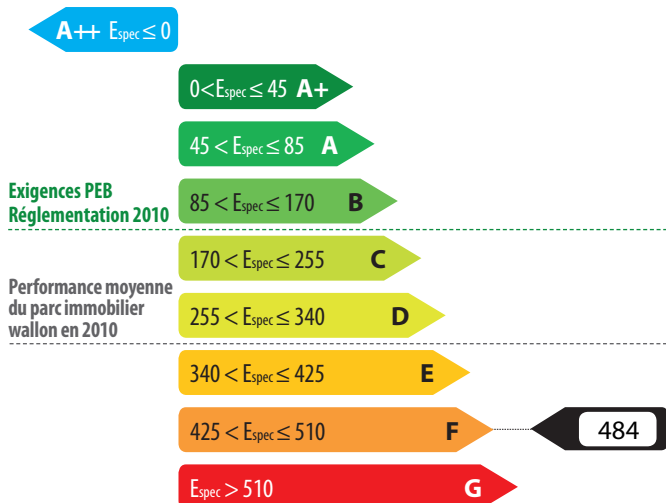 A++ Espec ≤ 0
0<Espec ≤ 45 A+
45 < Espec ≤ 85 A
Exigences PEB
Réglementation 2010
85 < Espec ≤ 170 B
170 < Espec ≤ 255 C
Performance moyenne
du parc immobilier
wallon en 2010
255 < Espec ≤ 340 D
340 < Espec ≤ 425 E
425 < Espec ≤ 510 F 484
Espec > 510 G